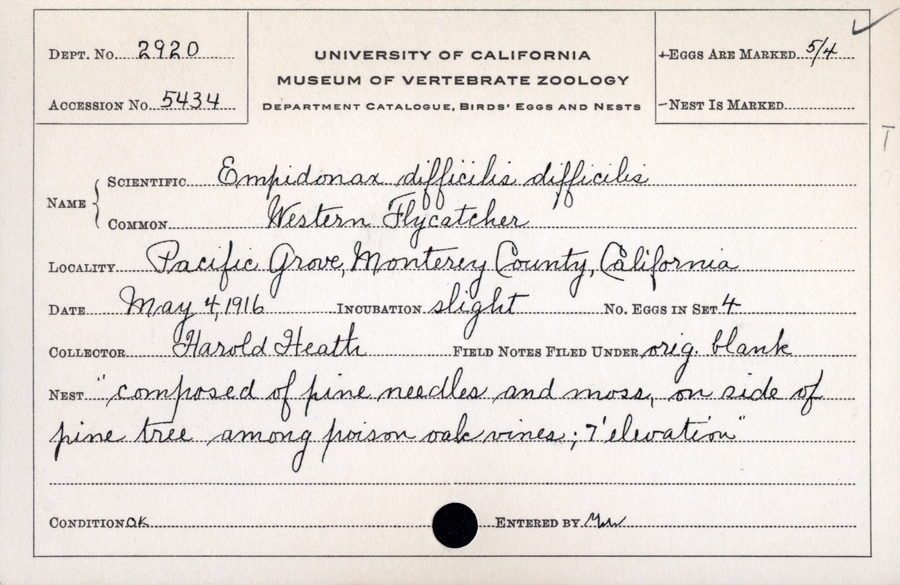 Dept. No. 2920
Accession No. 5434
UNIVERSITY OF CALIFORNIA
MUSEUM OF VERTEBRATE ZOOLOGY
Department Catalogue, Birds' Eggs and Nests
+Eggs Are Marked 5/4
-Nest Is Marked
T
Name { Scientific Empidonax difficilis difficilis
Common Western Flycatcher
Locality Pacific Grove, Monterey County, California
Date May 4, 1916 Incubation slight No. Eggs in Set 4
Collector Harold Heath Field Notes Filed Under orig. blank
Nest "composed of pine needles and moss, on side of
pine tree among poison oak vines; 7' elevation"
Condition OK Entered by